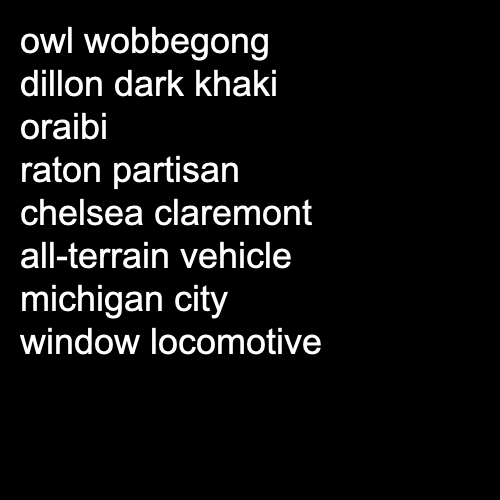 owl wobbegong
dillon dark khaki
oraibi
raton partisan
chelsea claremont
all-terrain vehicle
michigan city
window locomotive